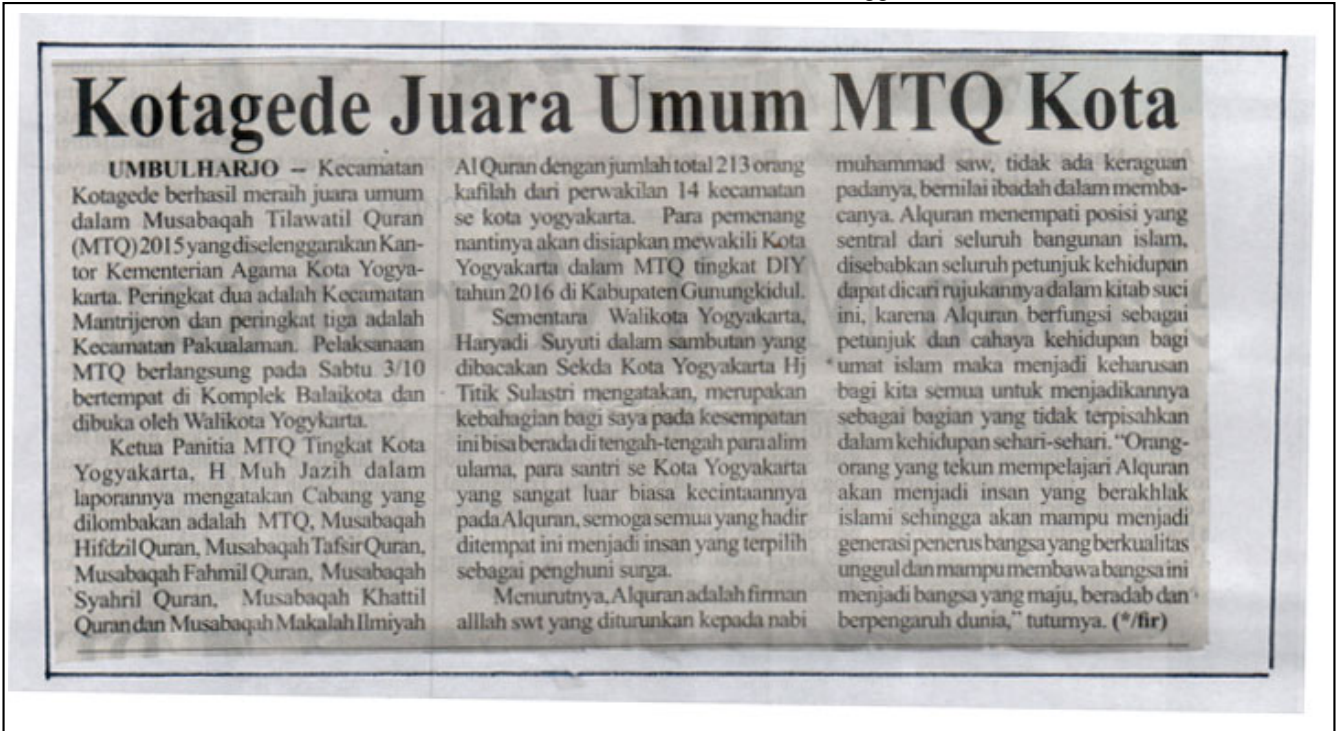 Kotagede Juara Umum MTQ Kota
UMBULHARJO – Kecamatan
Kotagede berhasil meraih juara umum
dalam Musabaqah Tilawatil Quran
(MTQ) 2015 yang diselenggarakan Kan-
tor Kementerian Agama Kota Yogya-
karta. Peringkat dua adalah Kecamatan
Mantrijeron dan peringkat tiga adalah
Kecamatan Pakualaman. Pelaksanaan
MTQ berlangsung pada Sabtu 3/10
bertempat di Komplek Balaikota dan
dibuka oleh Walikota Yogykarta.
Ketua Panitia MTQ Tingkat Kota
Yogyakarta, H Muh Jazih dalam
laporannya mengatakan Cabang yang
dilombakan adalah MTQ, Musabaqah
Hifdzil Quran, Musabaqah Tafsir Quran,
Musabaqah Fahmil Quran, Musabaqah
Syahril Quran, Musabaqah Khattil
Quran dan Musabaqah Makalah Ilmiyah
Al Quran dengan jumlah total 213 orang
kafilah dari perwakilan 14 kecamatan
se kota yogyakarta. Para pemenang
nantinya akan disiapkan mewakili Kota
Yogyakarta dalam MTQ tingkat DIY
tahun 2016 di Kabupaten Gunungkidul.
Sementara Walikota Yogyakarta,
Haryadi Suyuti dalam sambutan yang
dibacakan Sekda Kota Yogyakarta Hj
Titik Sulastri mengatakan, merupakan
kebahagian bagi saya pada kesempatan
ini bisa berada di tengah-tengah para alim
ulama, para santri se Kota Yogyakarta
yang sangat luar biasa kecintaannya
pada Alquran, semoga semua yang hadir
ditempat ini menjadi insan yang terpilih
sebagai penghuni surga.
Menurutnya, Alquran adalah firman
alllah swt yang diturunkan kepada nabi
muhammad saw, tidak ada keraguan
padanya, bernilai ibadah dalam memba-
canya. Alquran menempati posisi yang
sentral dari seluruh bangunan islam,
disebabkan seluruh petunjuk kehidupan
dapat dicari rujukannya dalam kitab suci
ini, karena Alquran berfungsi sebagai
petunjuk dan cahaya kehidupan bagi
umat islam maka menjadi keharusan
bagi kita semua untuk menjadikannya
sebagai bagian yang tidak terpisahkan
dalam kehidupan sehari-sehari. "Orang-
orang yang tekun mempelajari Alquran
akan menjadi insan yang berakhlak
islami sehingga akan mampu menjadi
generasi penerus bangsa yang berkualitas
unggul dan mampu membawa bangsa ini
menjadi bangsa yang maju, beradab dan
berpengaruh dunia," tuturnya. (*/fir)